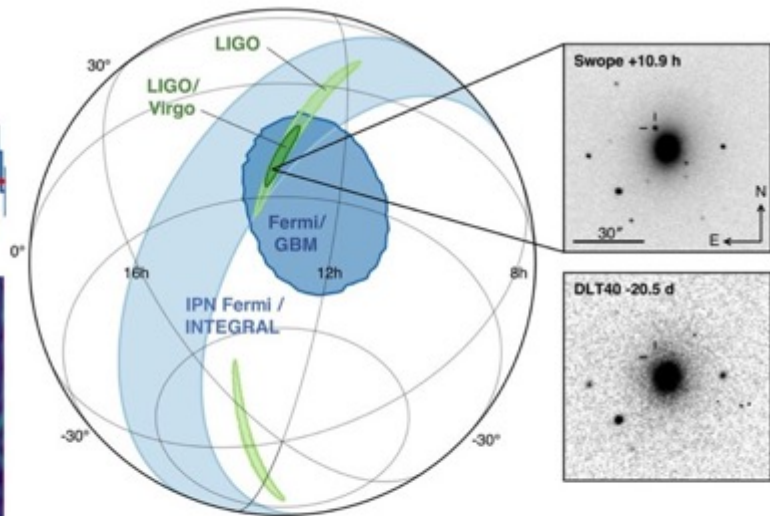 LIGO
30°
LIGO/
Virgo
Fermi/
GBM
0°
16h
12h
8h
IPN Fermi /
INTEGRAL
-30°
-30°
Swope +10.9 h
N
30"
E
DLT40 -20.5 d